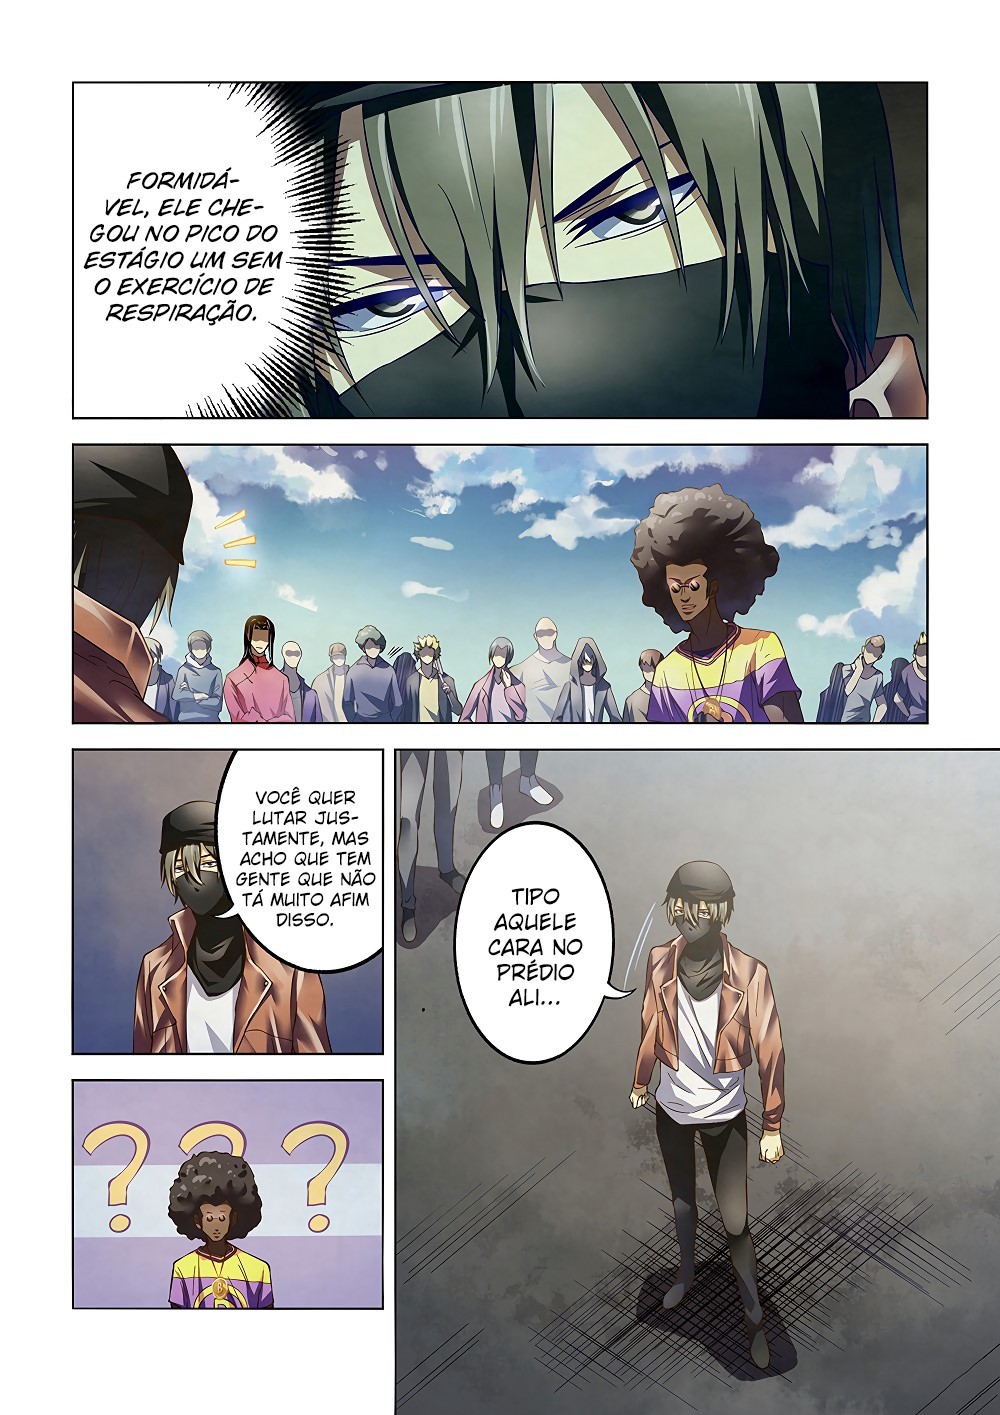 FORMIDÁ-
VEL, ELE CHE-
GOU NO PICO DO
ESTÁGIO UM SEM
O EXERCÍCIO DE
RESPIRAÇÃO.
VOCÊ QUER
LUTAR JUS-
TAMENTE, MAS
ACHO QUE TEM
GENTE QUE NÃO
TÁ MUITO AFIM
DISSO.
TIPO
AQUELE
CARA NO
PRÉDIO
ALI...
? ? ?
B